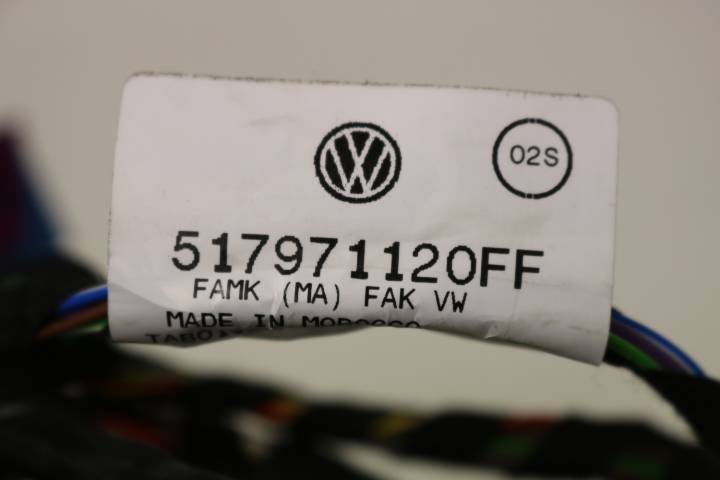 02S
517971120FF
FAMK (MA) FAK VW
MADE IN MOROCCO